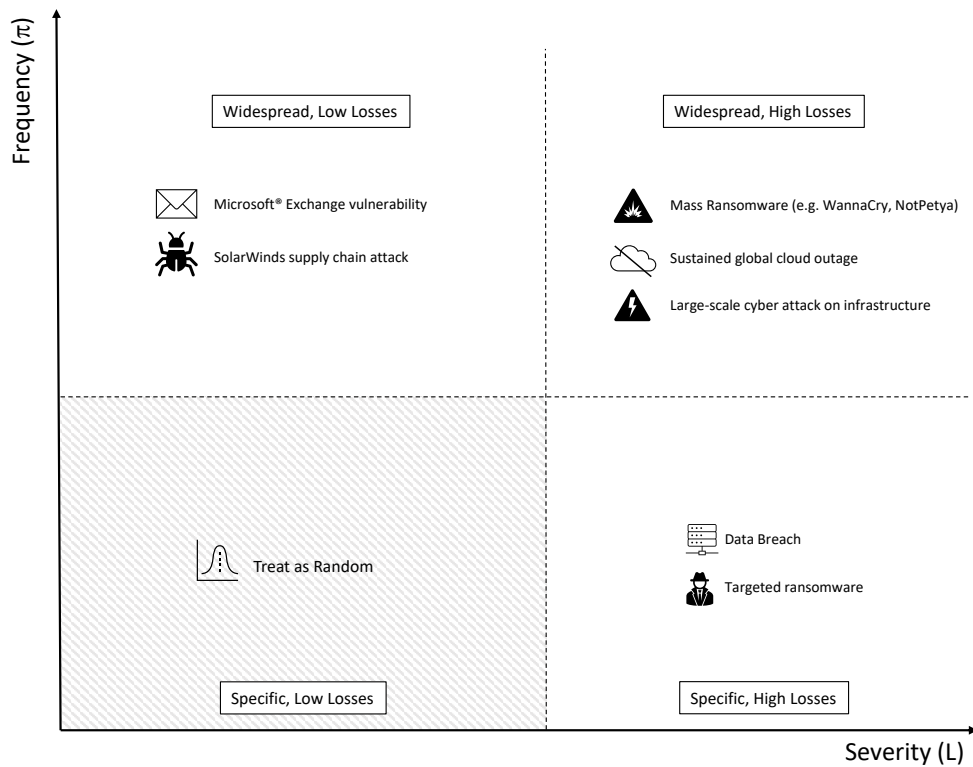 Frequency (π)
Widespread, Low Losses
Widespread, High Losses
Microsoft® Exchange vulnerability
Mass Ransomware (e.g. WannaCry, NotPetya)
SolarWinds supply chain attack
Sustained global cloud outage
Large-scale cyber attack on infrastructure
Data Breach
Treat as Random
Targeted ransomware
Specific, Low Losses
Specific, High Losses
Severity (L)